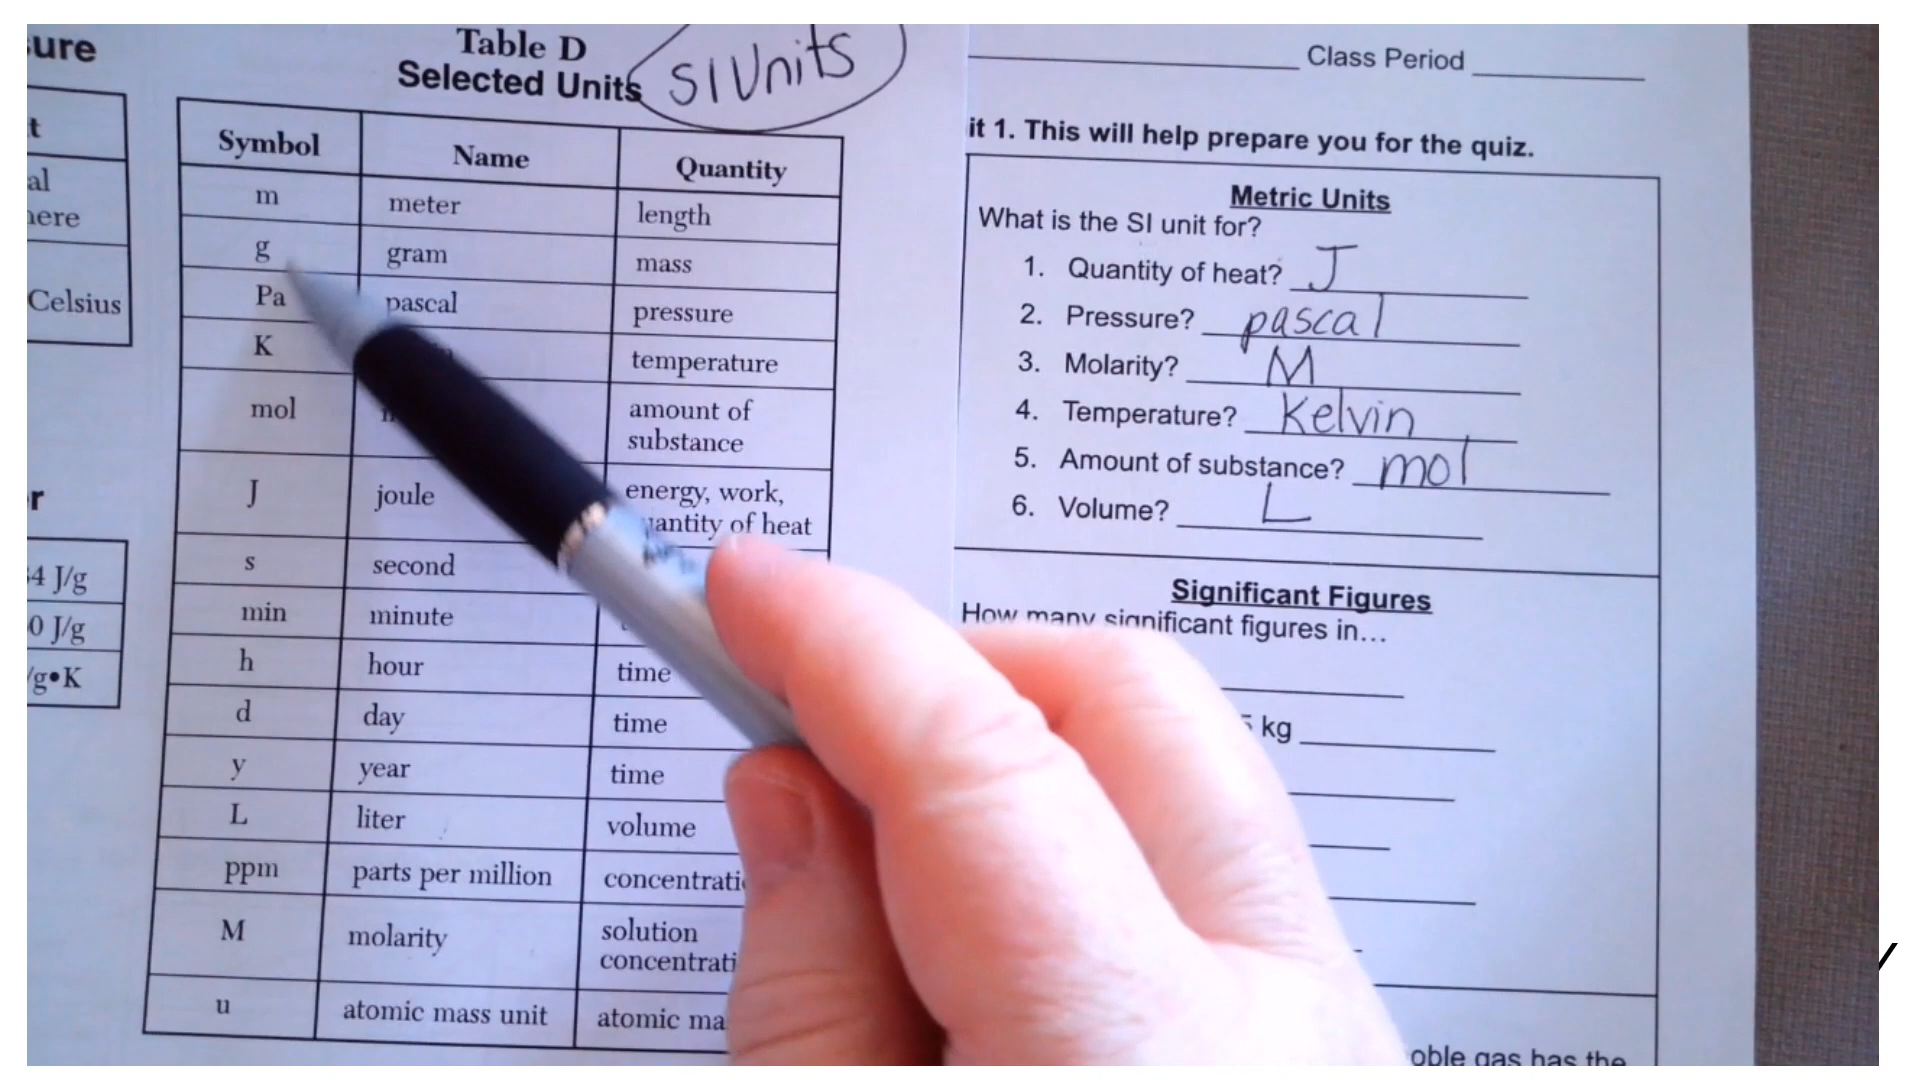 sure
t
al
here
Celsius
r
34 J/g
0 J/g
/g•K
Table D
Selected Units
SI Units
Symbol Name Quantity
m meter length
g gram mass
Pa pascal pressure
K temperature
mol amount of
substance
J joule energy, work,
quantity of heat
s second
min minute
h hour time
d day time
y year time
L liter volume
ppm parts per million concentrati
M molarity solution
concentrati
u atomic mass unit atomic ma
Class Period
it 1. This will help prepare you for the quiz.
Metric Units
What is the SI unit for?
1. Quantity of heat? J
2. Pressure? pascal
3. Molarity? M
4. Temperature? Kelvin
5. Amount of substance? mol
6. Volume? L
Significant Figures
How many significant figures in...
5 kg
oble gas has the